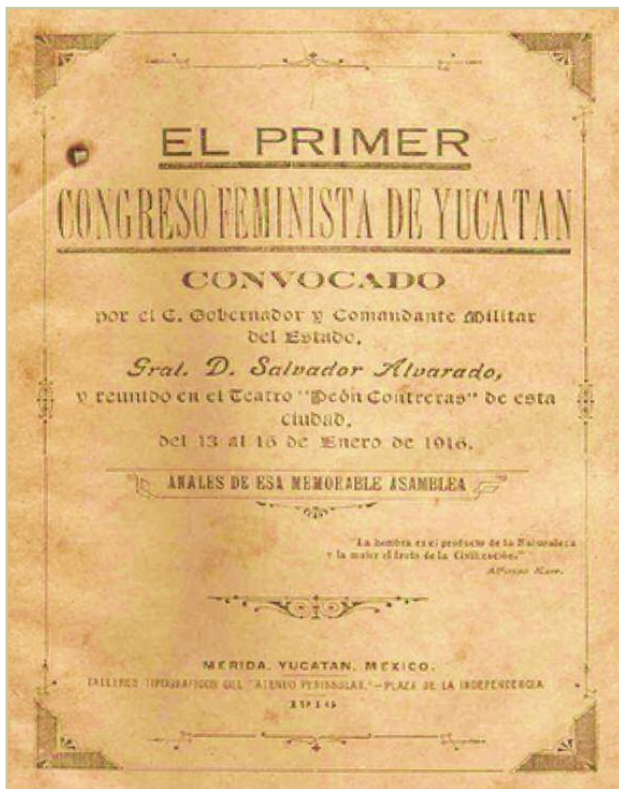 EL PRIMER
CONGRESO FEMINISTA DE YUCATAN
CONVOCADO
por el C. Gobernador y Comandante Militar
del Estado,
Gral. D. Salvador Alvarado,
y reunido en el Teatro "Peón Contreras" de esta
ciudad,
del 13 al 16 de Enero de 1916.
ANALES DE ESA MEMORABLE ASAMBLEA
"La hembra es el producto de la Naturaleza
y la mujer el fruto de la Civilización."
Alfonso Karr.
MERIDA, YUCATAN, MEXICO.
TALLERES TIPOGRAFICOS DEL "ATENEO PENINSULAR."—PLAZA DE LA INDEPENDENCIA
1916